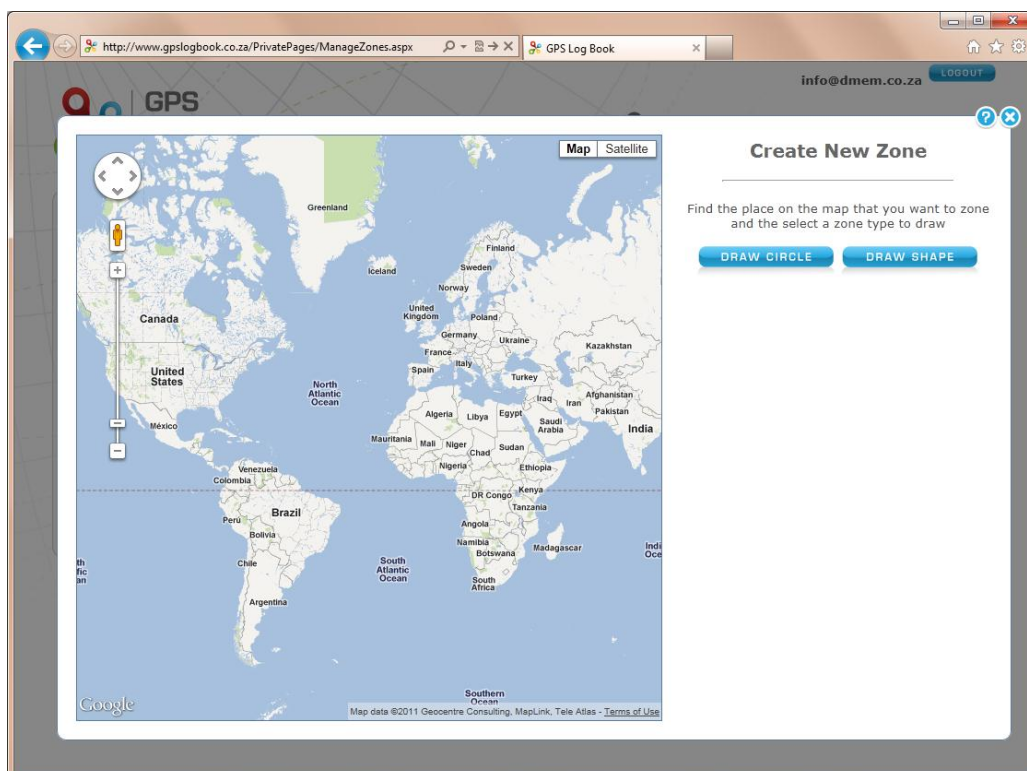 http://www.gpslogbook.co.za/PrivatePages/ManageZones.aspx
GPS Log Book
info@dmem.co.za
LOGOUT
GPS
Map
Satellite
Create New Zone
Find the place on the map that you want to zone
and the select a zone type to draw
DRAW CIRCLE
DRAW SHAPE
Greenland
Iceland
Finland
Sweden
Norway
United
Kingdom
Poland
Germany
Ukraine
France
Italy
Spain
Turkey
Kazakhstan
Canada
United
States
North
Atlantic
Ocean
México
Iraq
Iran
Afghanistan
Pakistan
India
Algeria
Libya
Egypt
Saudi
Arabia
Mauritania
Mali
Niger
Chad
Sudan
Nigeria
Ethiopia
Venezuela
Colombia
DR Congo
Kenya
Tanzania
Brazil
Perú
Bolivia
Angola
Namibia
Botswana
Madagascar
Chile
South
Atlantic
Ocean
South
Africa
Indi
Oce
th
fic
an
Argentina
Southern
Ocean
Google
Map data ©2011 Geocentre Consulting, MapLink, Tele Atlas - Terms of Use